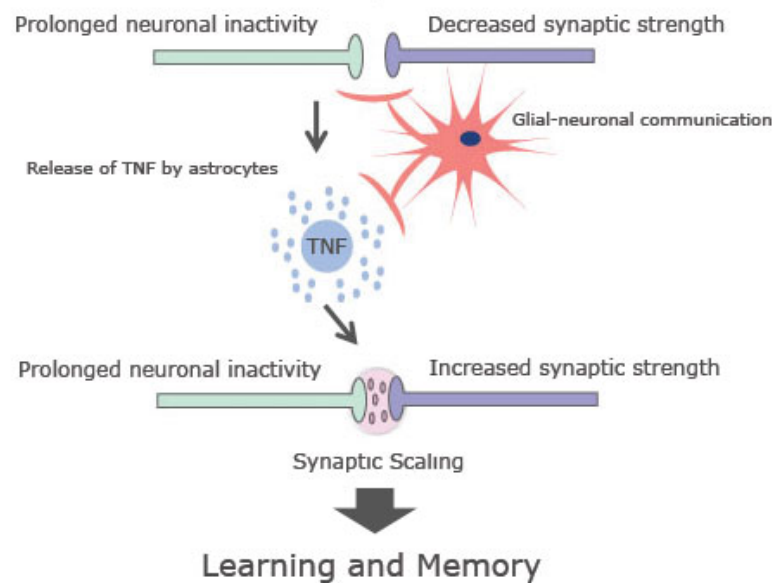 Prolonged neuronal inactivity
Decreased synaptic strength
Glial-neuronal communication
Release of TNF by astrocytes
TNF
Prolonged neuronal inactivity
Increased synaptic strength
Synaptic Scaling
Learning and Memory